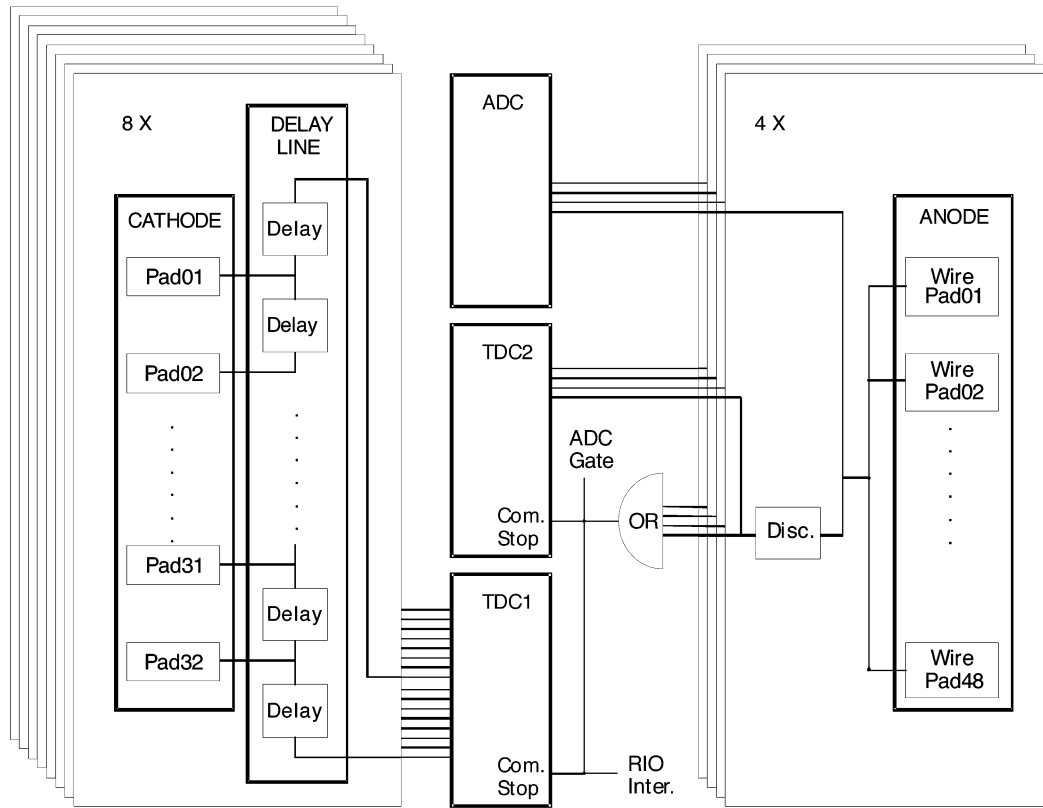 8 X
DELAY
LINE
CATHODE
Delay
Pad01
Delay
Pad02
Pad31
Delay
Pad32
Delay
ADC
TDC2
ADC
Gate
Com.
Stop
OR
Disc.
TDC1
Com.
Stop
RIO
Inter.
4 X
ANODE
Wire
Pad01
Wire
Pad02
Wire
Pad48